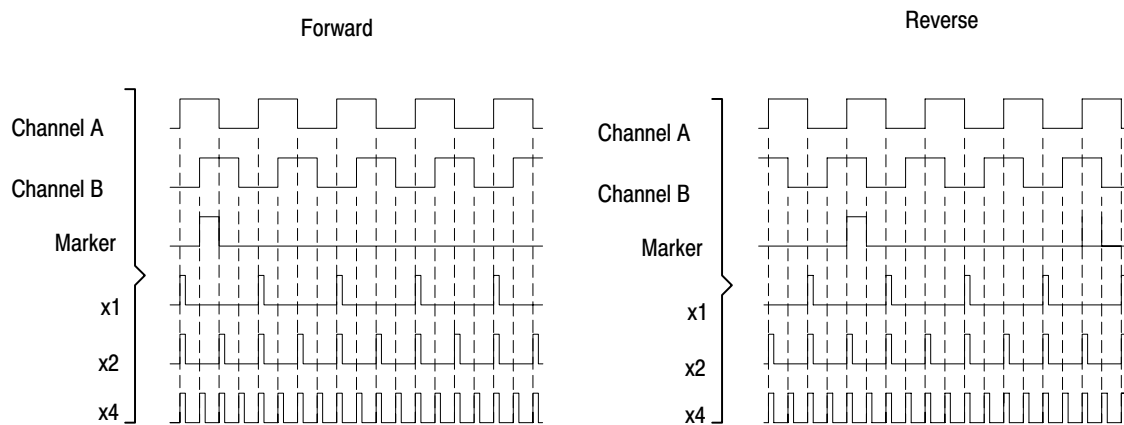 Forward
Channel A
Channel B
Marker
x1
x2
x4
Reverse
Channel A
Channel B
Marker
x1
x2
x4